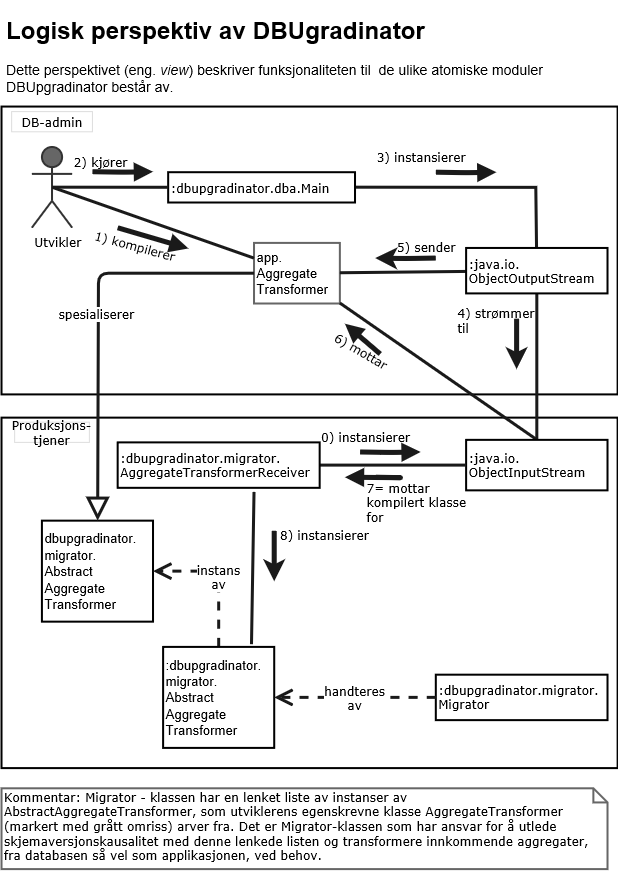 Logisk perspektiv av DBUgradinator
Dette perspektivet (eng. view) beskriver funksjonaliteten til  de ulike atomiske moduler
DBUpgradinator består av.
DB-admin
2) kjører
3) instansierer
:dbupgradinator.dba.Main
Utvikler
1) kompilerer
5) sender
app.
Aggregate
Transformer
:java.io.
ObjectOutputStream
spesialiserer
4) strømmer
til
6) mottar
Produksjons-
tjener
0) instansierer
:dbupgradinator.migrator.
AggregateTransformerReceiver
:java.io.
ObjectInputStream
7= mottar
kompilert klasse
for
8) instansierer
dbupgradinator.
migrator.
Abstract
Aggregate
Transformer
instans
av
:dbupgradinator.
migrator.
Abstract
Aggregate
Transformer
handteres
av
:dbupgradinator.migrator.
Migrator
Kommentar: Migrator - klassen har en lenket liste av instanser av
AbstractAggregateTransformer, som utviklerens egenskrevne klasse AggregateTransformer
(markert med grått omriss) arver fra. Det er Migrator-klassen som har ansvar for å utlede
skjemaversjonskausalitet med denne lenkede listen og transformere innkommende aggregater,
fra databasen så vel som applikasjonen, ved behov.